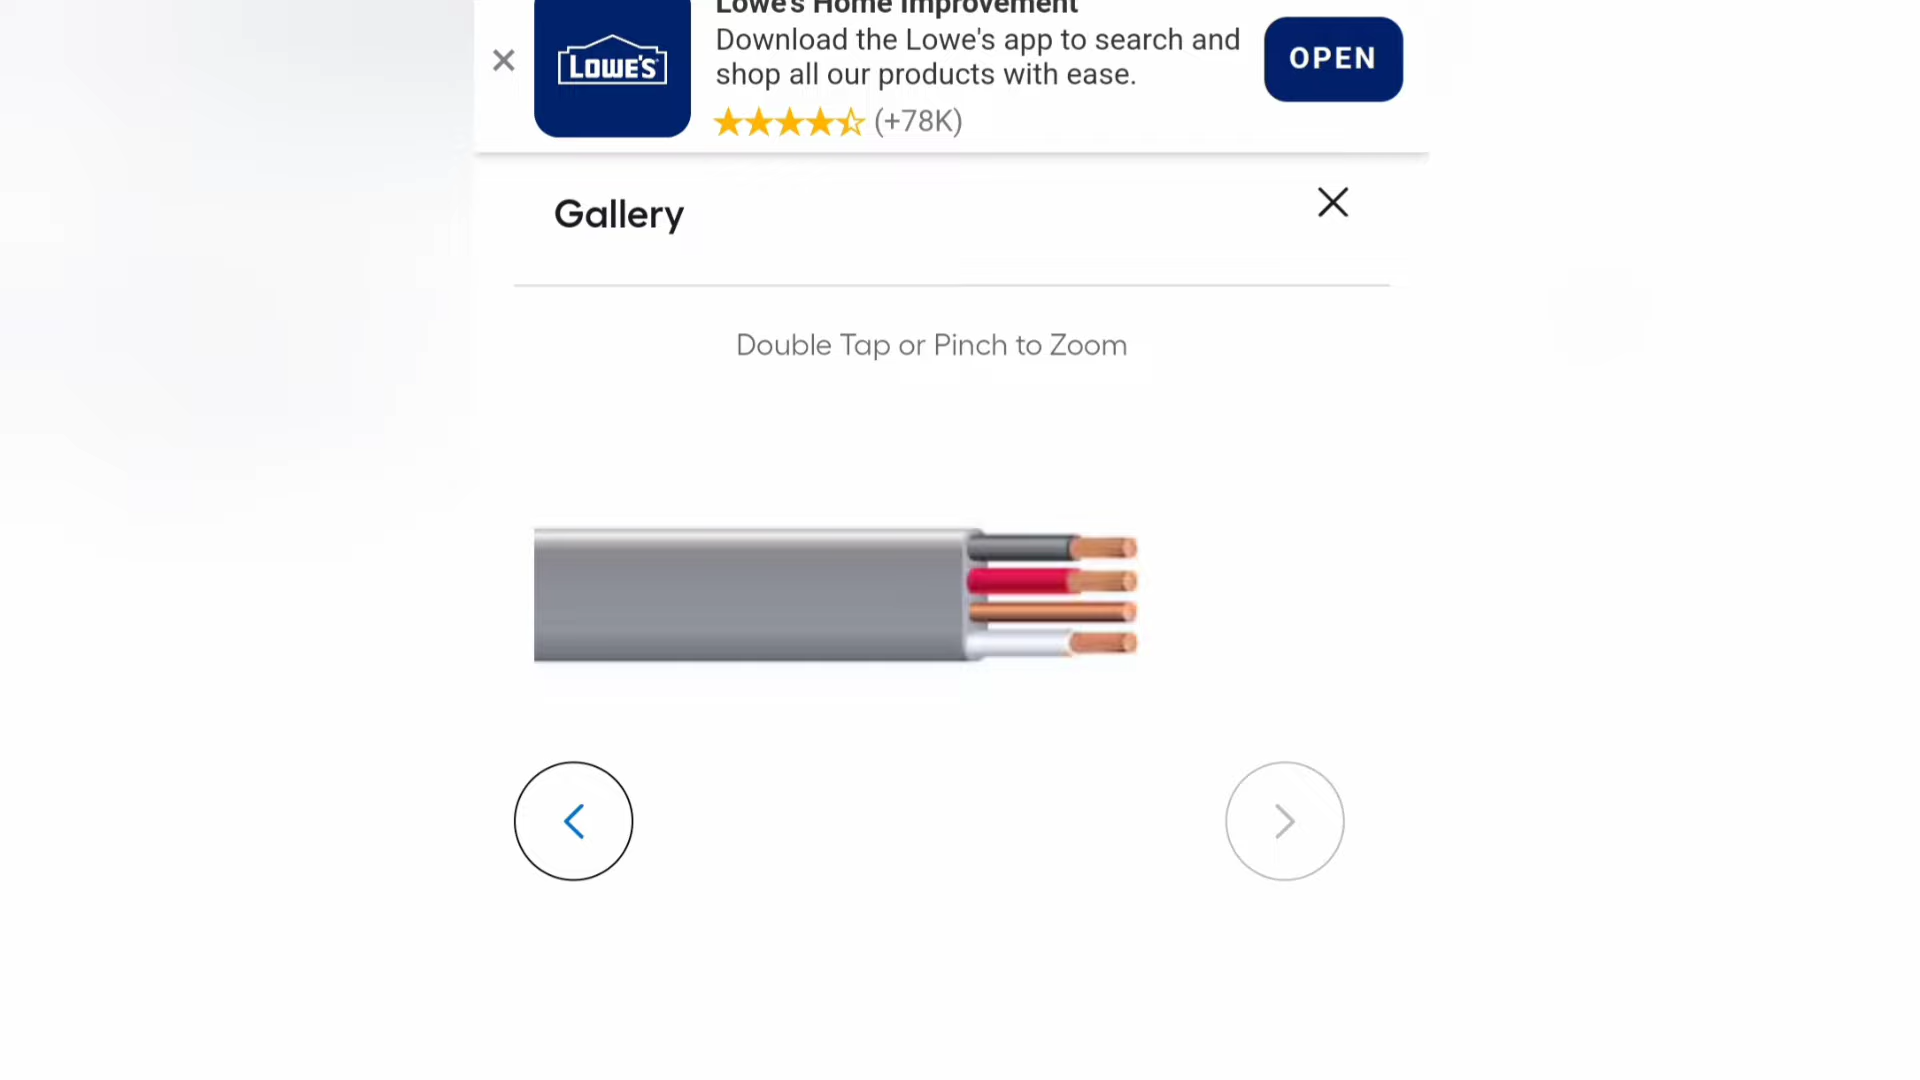 Lowe's Home Improvement
Download the Lowe's app to search and
shop all our products with ease.
LOWE'S
OPEN
(+78K)
Gallery
Double Tap or Pinch to Zoom